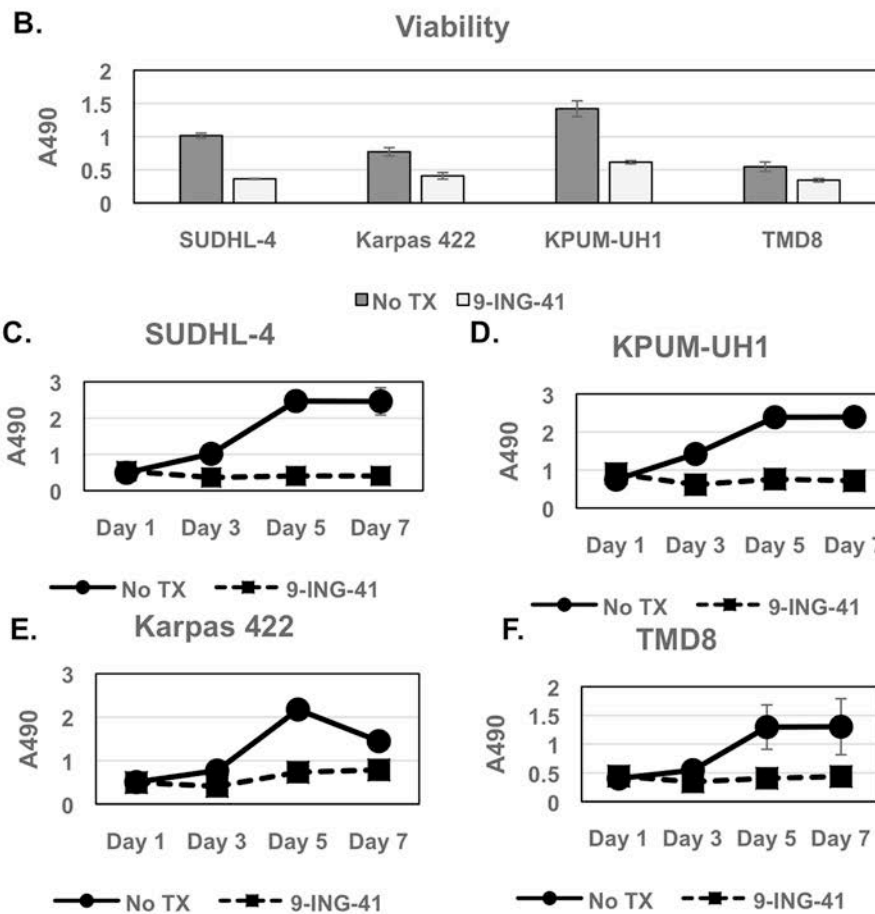 B.
Viability
A490
2
1.5
1
0.5
0
SUDHL-4 Karpas 422 KPUM-UH1 TMD8
No TX 9-ING-41
C.
SUDHL-4
A490
3
2
1
0
Day 1 Day 3 Day 5 Day 7
No TX 9-ING-41
D.
KPUM-UH1
A490
3
2
1
0
Day 1 Day 3 Day 5 Day 7
No TX 9-ING-41
E.
Karpas 422
A490
3
2
1
0
Day 1 Day 3 Day 5 Day 7
No TX 9-ING-41
F.
TMD8
A490
2
1.5
1
0.5
0
Day 1 Day 3 Day 5 Day 7
No TX 9-ING-41